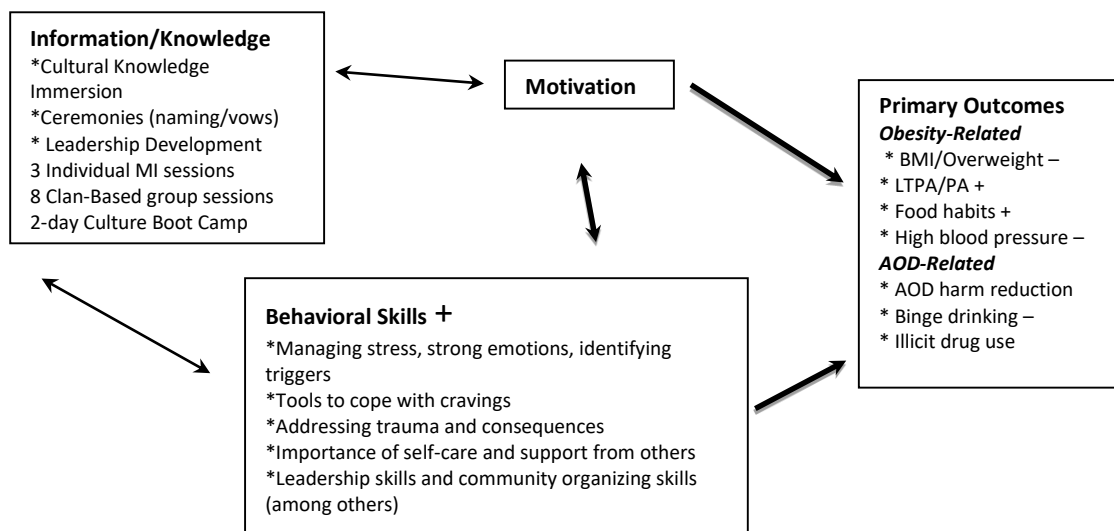 Information/Knowledge
*Cultural Knowledge
Immersion
*Ceremonies (naming/vows)
* Leadership Development
3 Individual MI sessions
8 Clan-Based group sessions
2-day Culture Boot Camp
Motivation
Primary Outcomes
Obesity-Related
* BMI/Overweight –
* LTPA/PA +
* Food habits +
* High blood pressure –
AOD-Related
* AOD harm reduction
* Binge drinking –
* Illicit drug use
Behavioral Skills +
*Managing stress, strong emotions, identifying
triggers
*Tools to cope with cravings
*Addressing trauma and consequences
*Importance of self-care and support from others
*Leadership skills and community organizing skills
(among others)